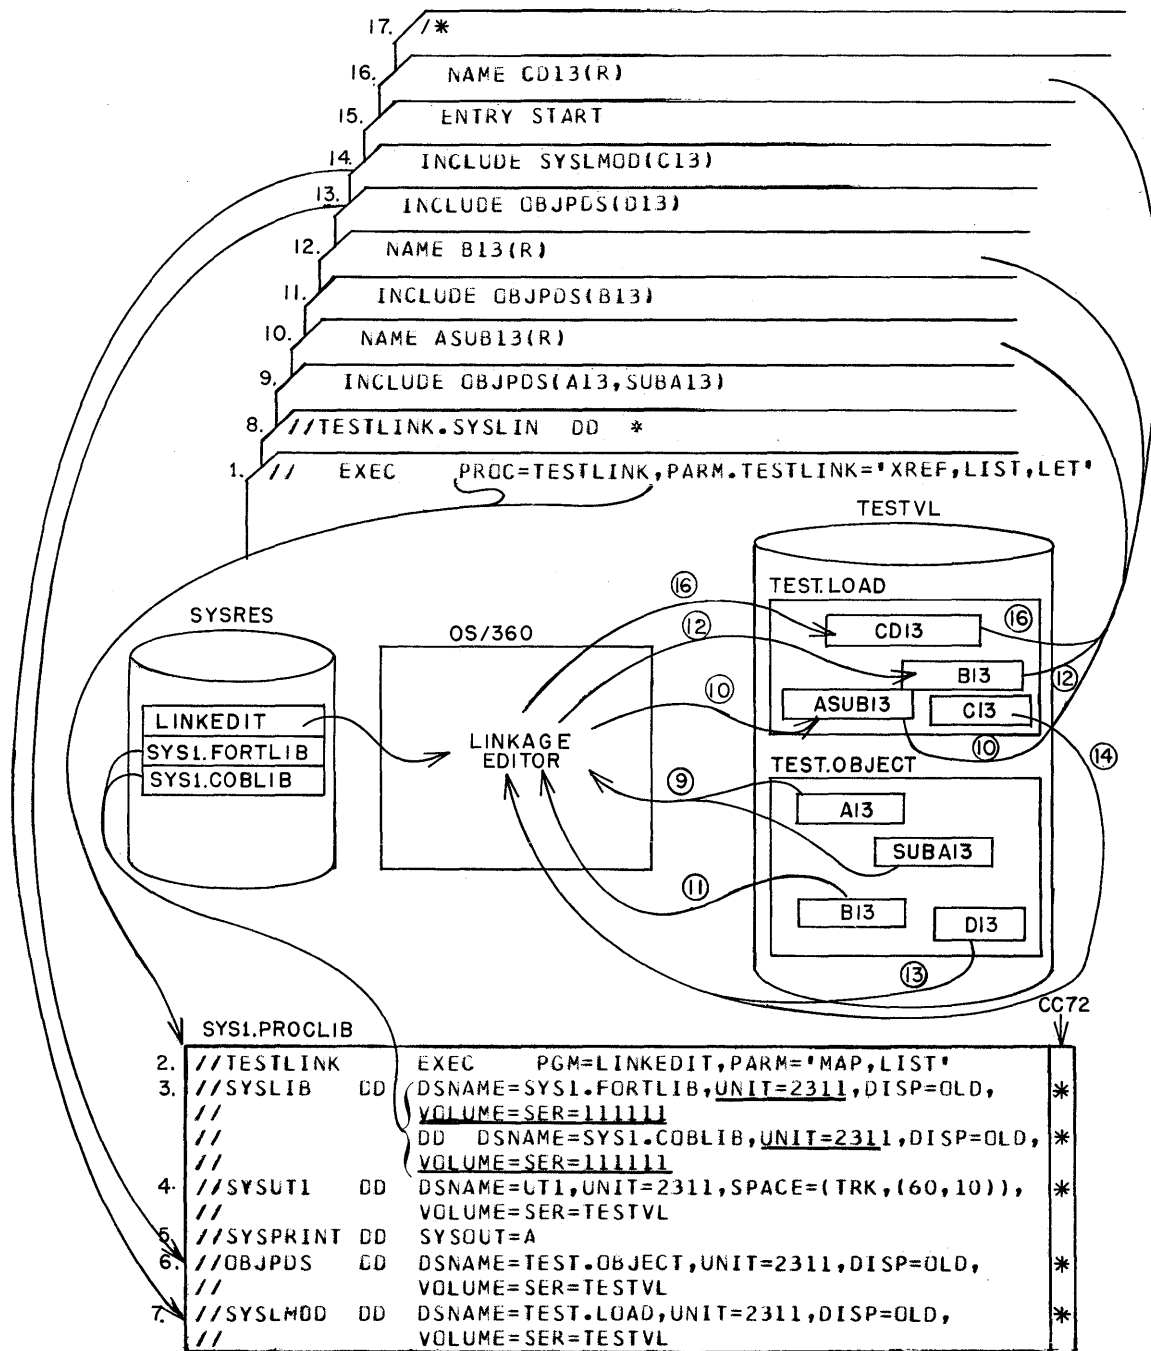 17. /*
16. NAME CD13(R)
15. ENTRY START
14. INCLUDE SYSLMOD(C13)
13. INCLUDE OBJPDS(D13)
12. NAME B13(R)
11. INCLUDE OBJPDS(B13)
10. NAME ASUB13(R)
9. INCLUDE OBJPDS(A13,SUBA13)
8. //TESTLINK.SYSLIN DD *
1. // EXEC PROC=TESTLINK,PARM.TESTLINK='XREF,LIST,LET'
TESTVL
SYSRES
OS/360
TEST.LOAD
16
CD13
16
12
B13
12
10
ASUB13
C13
10
14
LINKEDIT
SYS1.FORTLIB
SYS1.COBLIB
LINKAGE
EDITOR
TEST.OBJECT
9
A13
SUBA13
11
B13
D13
13
SYS1.PROCLIB
CC72
2. //TESTLINK EXEC PGM=LINKEDIT,PARM='MAP,LIST'
3. //SYSLIB DD DSNAME=SYS1.FORTLIB,UNIT=2311,DISP=OLD, *
// VOLUME=SER=111111
// DD DSNAME=SYS1.COBLIB,UNIT=2311,DISP=OLD, *
// VOLUME=SER=111111
4. //SYSUT1 DD DSNAME=UT1,UNIT=2311,SPACE=(TRK,(60,10)), *
// VOLUME=SER=TESTVL
5. //SYSPRINT DD SYSOUT=A
6. //OBJPDS DD DSNAME=TEST.OBJECT,UNIT=2311,DISP=OLD, *
// VOLUME=SER=TESTVL
7. //SYSLMOD DD DSNAME=TEST.LOAD,UNIT=2311,DISP=OLD, *
// VOLUME=SER=TESTVL